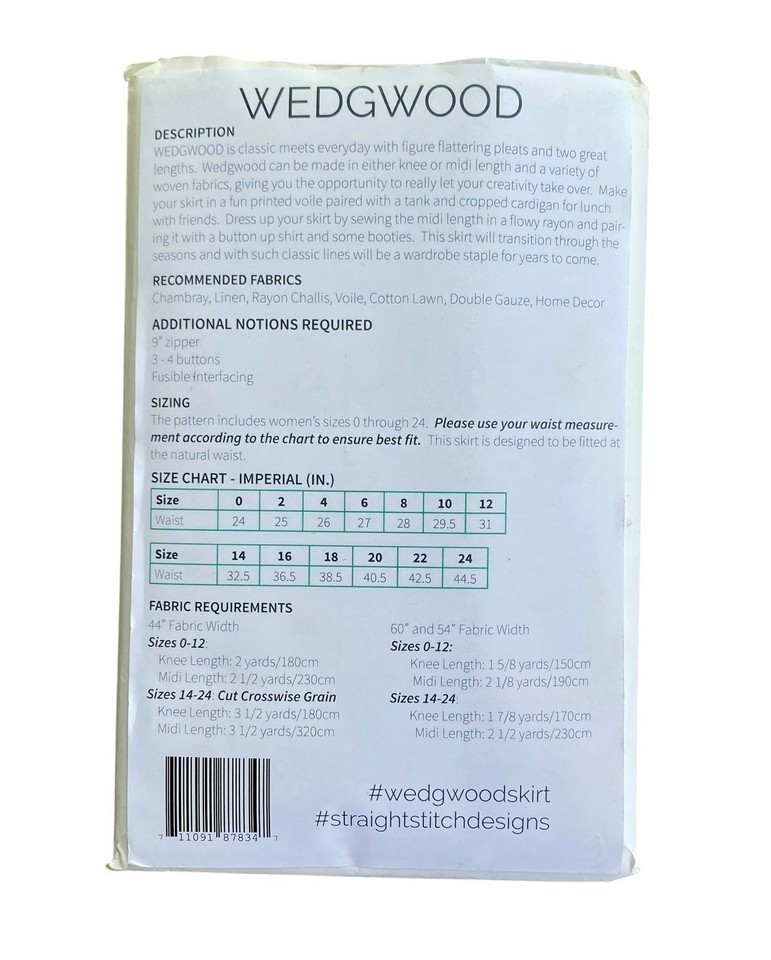 WEDGWOOD
DESCRIPTION
WEDGWOOD is classic meets everyday with figure flattering pleats and two great
lengths. Wedgwood can be made in either knee or midi length and a variety of
woven fabrics, giving you the opportunity to really let your creativity take over. Make
your skirt in a fun printed voile paired with a tank and cropped cardigan for lunch
with friends. Dress up your skirt by sewing the midi length in a flowy rayon and pair-
ing it with a button up shirt and some booties. This skirt will transition through the
seasons and with such classic lines will be a wardrobe staple for years to come.
RECOMMENDED FABRICS
Chambray, Linen, Rayon Challis, Voile, Cotton Lawn, Double Gauze, Home Decor
ADDITIONAL NOTIONS REQUIRED
9" zipper
3 - 4 buttons
Fusible Interfacing
SIZING
The pattern includes women's sizes 0 through 24. Please use your waist measure-
ment according to the chart to ensure best fit. This skirt is designed to be fitted at
the natural waist.
SIZE CHART - IMPERIAL (IN.)
Size 0 2 4 6 8 10 12
Waist 24 25 26 27 28 29.5 31
Size 14 16 18 20 22 24
Waist 32.5 36.5 38.5 40.5 42.5 44.5
FABRIC REQUIREMENTS
44" Fabric Width
Sizes 0-12:
Knee Length: 2 yards/180cm
Midi Length: 2 1/2 yards/230cm
Sizes 14-24: Cut Crosswise Grain
Knee Length: 3 1/2 yards/180cm
Midi Length: 3 1/2 yards/320cm
60" and 54" Fabric Width
Sizes 0-12:
Knee Length: 1 5/8 yards/150cm
Midi Length: 2 1/8 yards/190cm
Sizes 14-24:
Knee Length: 1 7/8 yards/170cm
Midi Length: 2 1/2 yards/230cm
7 11091 87834 7
#wedgwoodskirt
#straightstitchdesigns